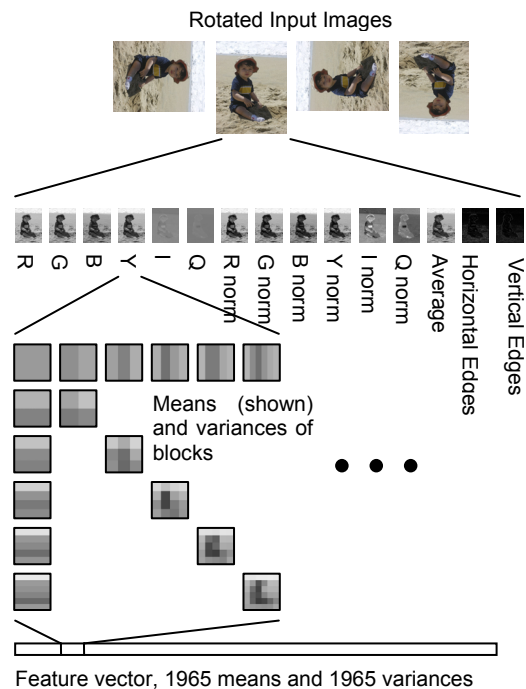 Rotated Input Images
R
G
B
Y
I
Q
R norm
G norm
B norm
Y norm
I norm
Q norm
Average
Horizontal Edges
Vertical Edges
Means (shown)
and variances of
blocks
Feature vector, 1965 means and 1965 variances